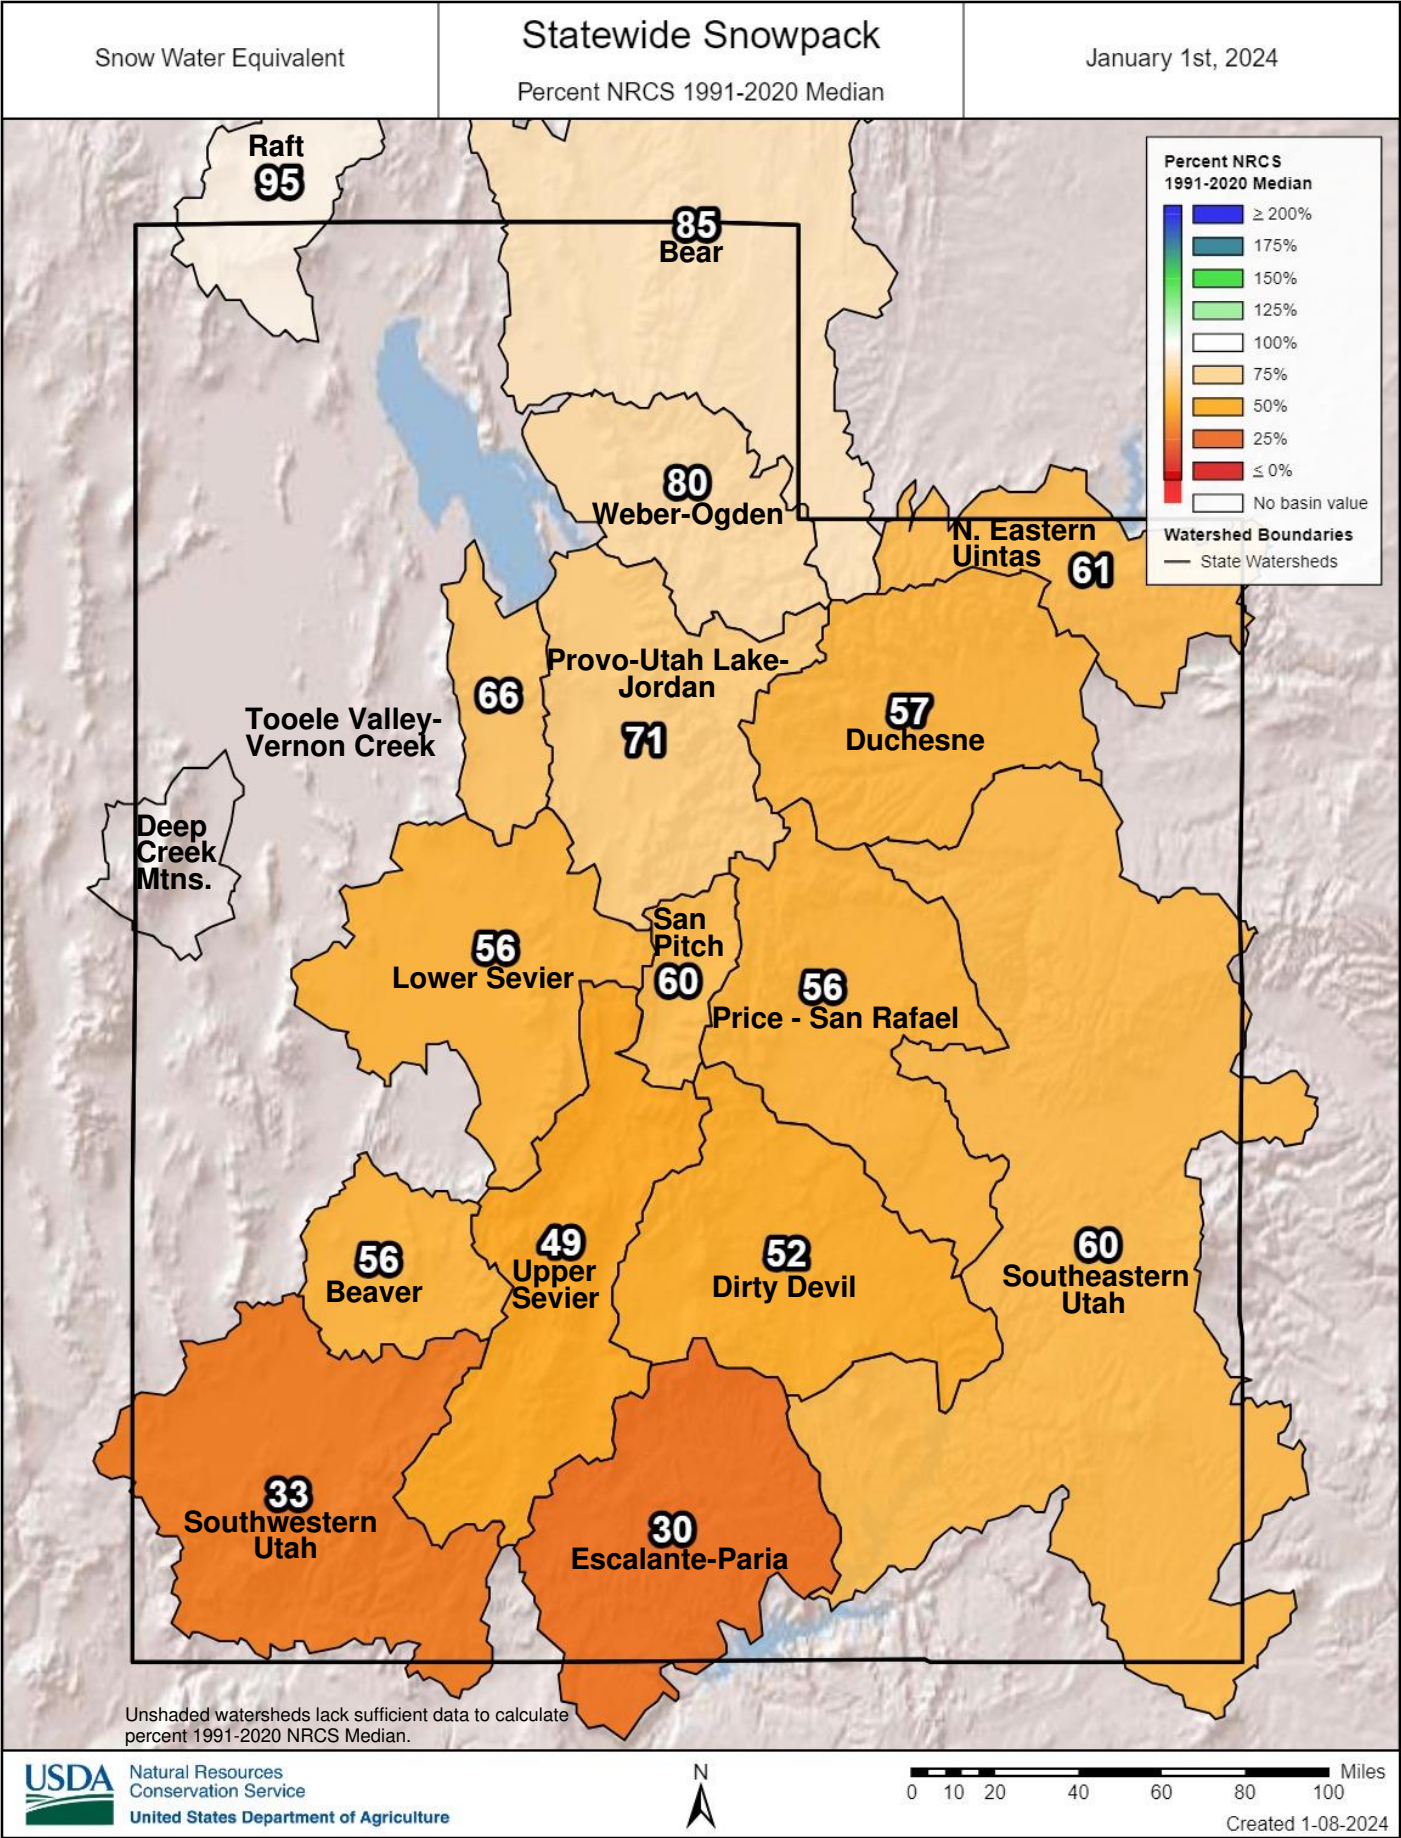 Snow Water Equivalent
Statewide Snowpack
Percent NRCS 1991-2020 Median
January 1st, 2024
Raft
95
85
Bear
Percent NRCS
1991-2020 Median
≥ 200%
175%
150%
125%
100%
75%
50%
25%
≤ 0%
No basin value
Watershed Boundaries
State Watersheds
80
Weber-Ogden
N. Eastern
Uintas
61
66
Tooele Valley-
Vernon Creek
Provo-Utah Lake-
Jordan
71
57
Duchesne
Deep
Creek
Mtns.
56
Lower Sevier
San
Pitch
60
56
Price - San Rafael
56
Beaver
49
Upper
Sevier
52
Dirty Devil
60
Southeastern
Utah
33
Southwestern
Utah
30
Escalante-Paria
Unshaded watersheds lack sufficient data to calculate
percent 1991-2020 NRCS Median.
USDA
Natural Resources
Conservation Service
United States Department of Agriculture
N
Miles
0 10 20 40 60 80 100
Created 1-08-2024